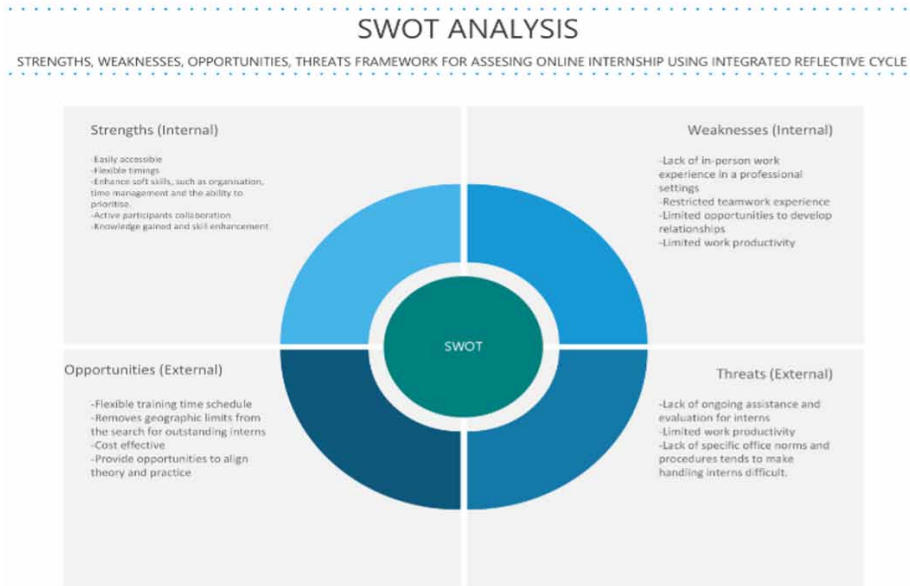 SWOT ANALYSIS
STRENGTHS, WEAKNESSES, OPPORTUNITIES, THREATS FRAMEWORK FOR ASSESING ONLINE INTERNSHIP USING INTEGRATED REFLECTIVE CYCLE
Strengths (Internal)
-Easily accessible
-Flexible timings
-Enhance soft skills, such as organisation,
time management and the ability to
prioritise.
-Active participants collaboration
-Knowledge gained and skill enhancement
Weaknesses (Internal)
-Lack of in-person work
experience in a professional
settings
-Restricted teamwork experience
-Limited opportunities to develop
relationships
-Limited work productivity
SWOT
Opportunities (External)
-Flexible training time schedule
-Removes geographic limits from
the search for outstanding interns
-Cost effective
-Provide opportunities to align
theory and practice
Threats (External)
-Lack of ongoing assistance and
evaluation for interns
-Limited work productivity
-Lack of specific office norms and
procedures tends to make
handling interns difficult.